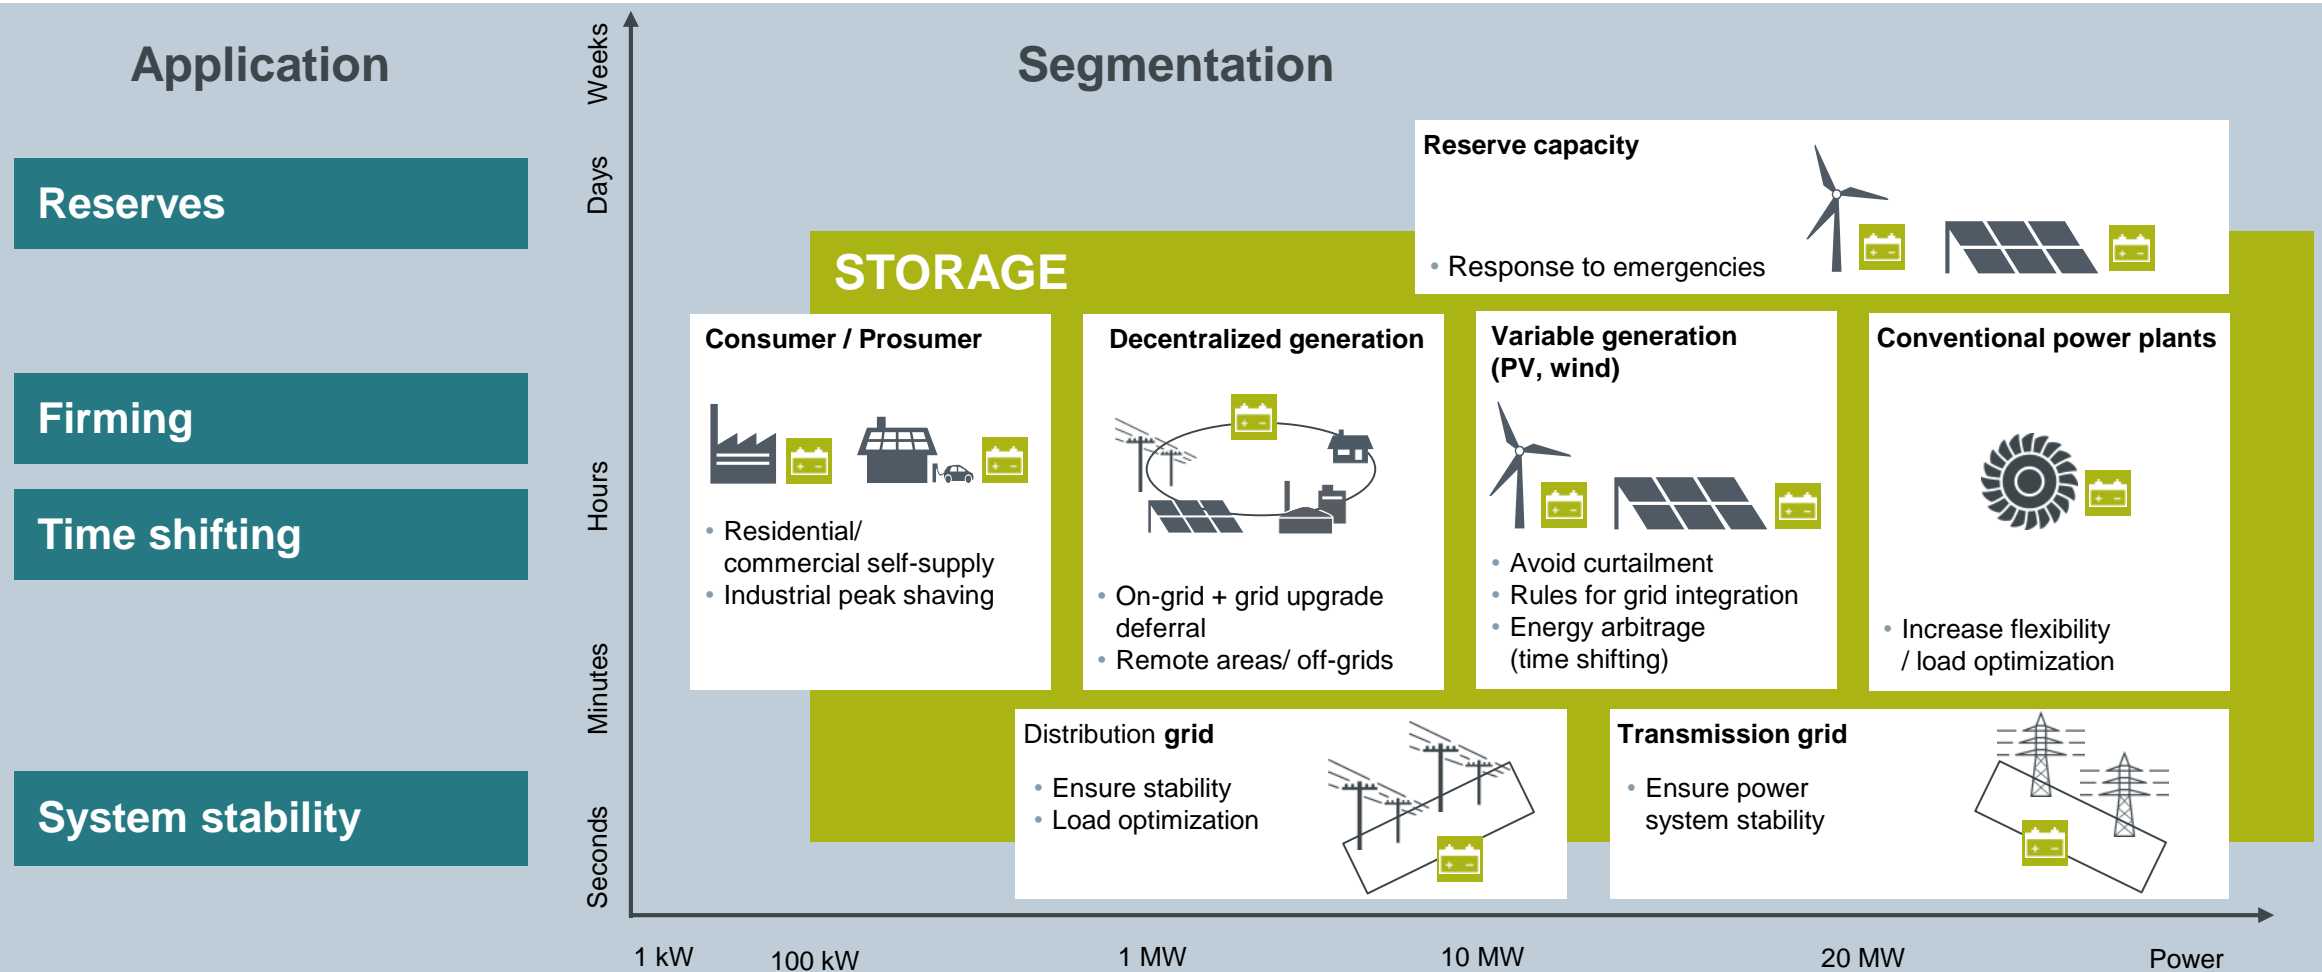 Application
Segmentation
Reserves
Firming
Time shifting
System stability
Weeks
Days
Hours
Minutes
Seconds
STORAGE
Reserve capacity
• Response to emergencies
Consumer / Prosumer
• Residential/
commercial self-supply
• Industrial peak shaving
Decentralized generation
• On-grid + grid upgrade
deferral
• Remote areas/ off-grids
Variable generation
(PV, wind)
• Avoid curtailment
• Rules for grid integration
• Energy arbitrage
(time shifting)
Conventional power plants
• Increase flexibility
/ load optimization
Distribution grid
• Ensure stability
• Load optimization
Transmission grid
• Ensure power
system stability
1 kW
100 kW
1 MW
10 MW
20 MW
Power